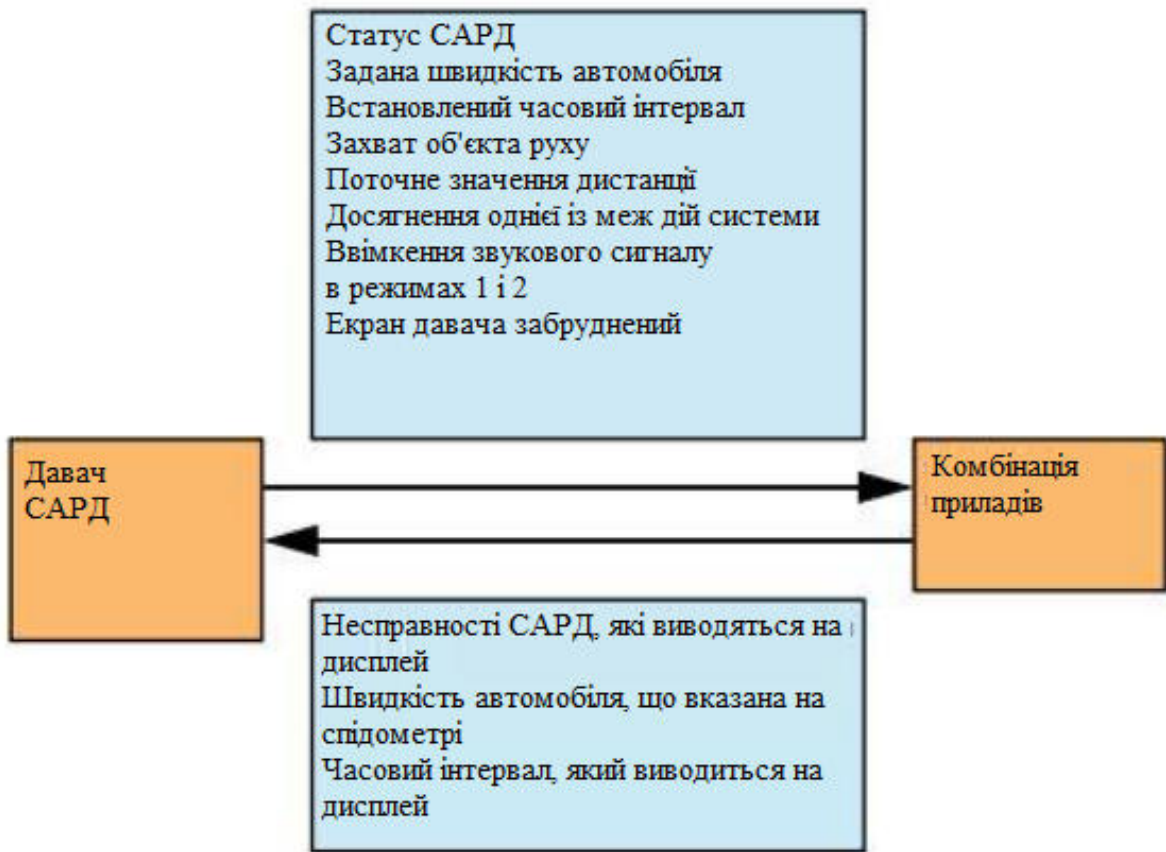 Статус САРД
Задана швидкість автомобіля
Встановлений часовий інтервал
Захват об'єкта руху
Поточне значення дистанції
Досягнення однієї із меж дій системи
Ввімкення звукового сигналу
в режимах 1 і 2
Екран давача забруднений
Давач
САРД
Комбінація
приладів
Несправності САРД, які виводяться на
дисплей
Швидкість автомобіля, що вказана на
спідометрі
Часовий інтервал, який виводиться на
дисплей